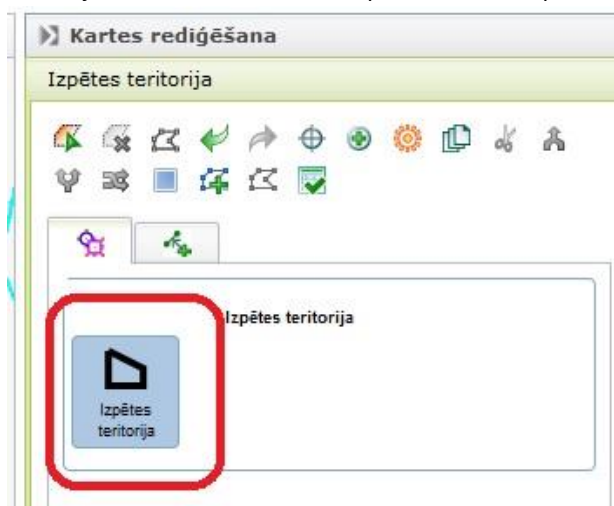 Kartes rediģēšana
Izpētes teritorija
Izpētes teritorija
Izpētes
teritorija